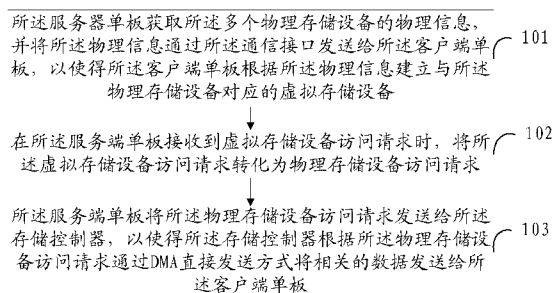 所述服务器单板获取所述多个物理存储设备的物理信息,
并将所述物理信息通过所述通信接口发送给所述客户端单
板,以使得所述客户端单板根据所述物理信息建立与所述
物理存储设备对应的虚拟存储设备
101
在所述服务端单板接收到虚拟存储设备访问请求时,将所
述虚拟存储设备访问请求转化为物理存储设备访问请求
102
所述服务端单板将所述物理存储设备访问请求发送给所述
存储控制器,以使得所述存储控制器根据所述物理存储设
备访问请求通过DMA直接发送方式将相关的数据发送给所
述客户端单板
103